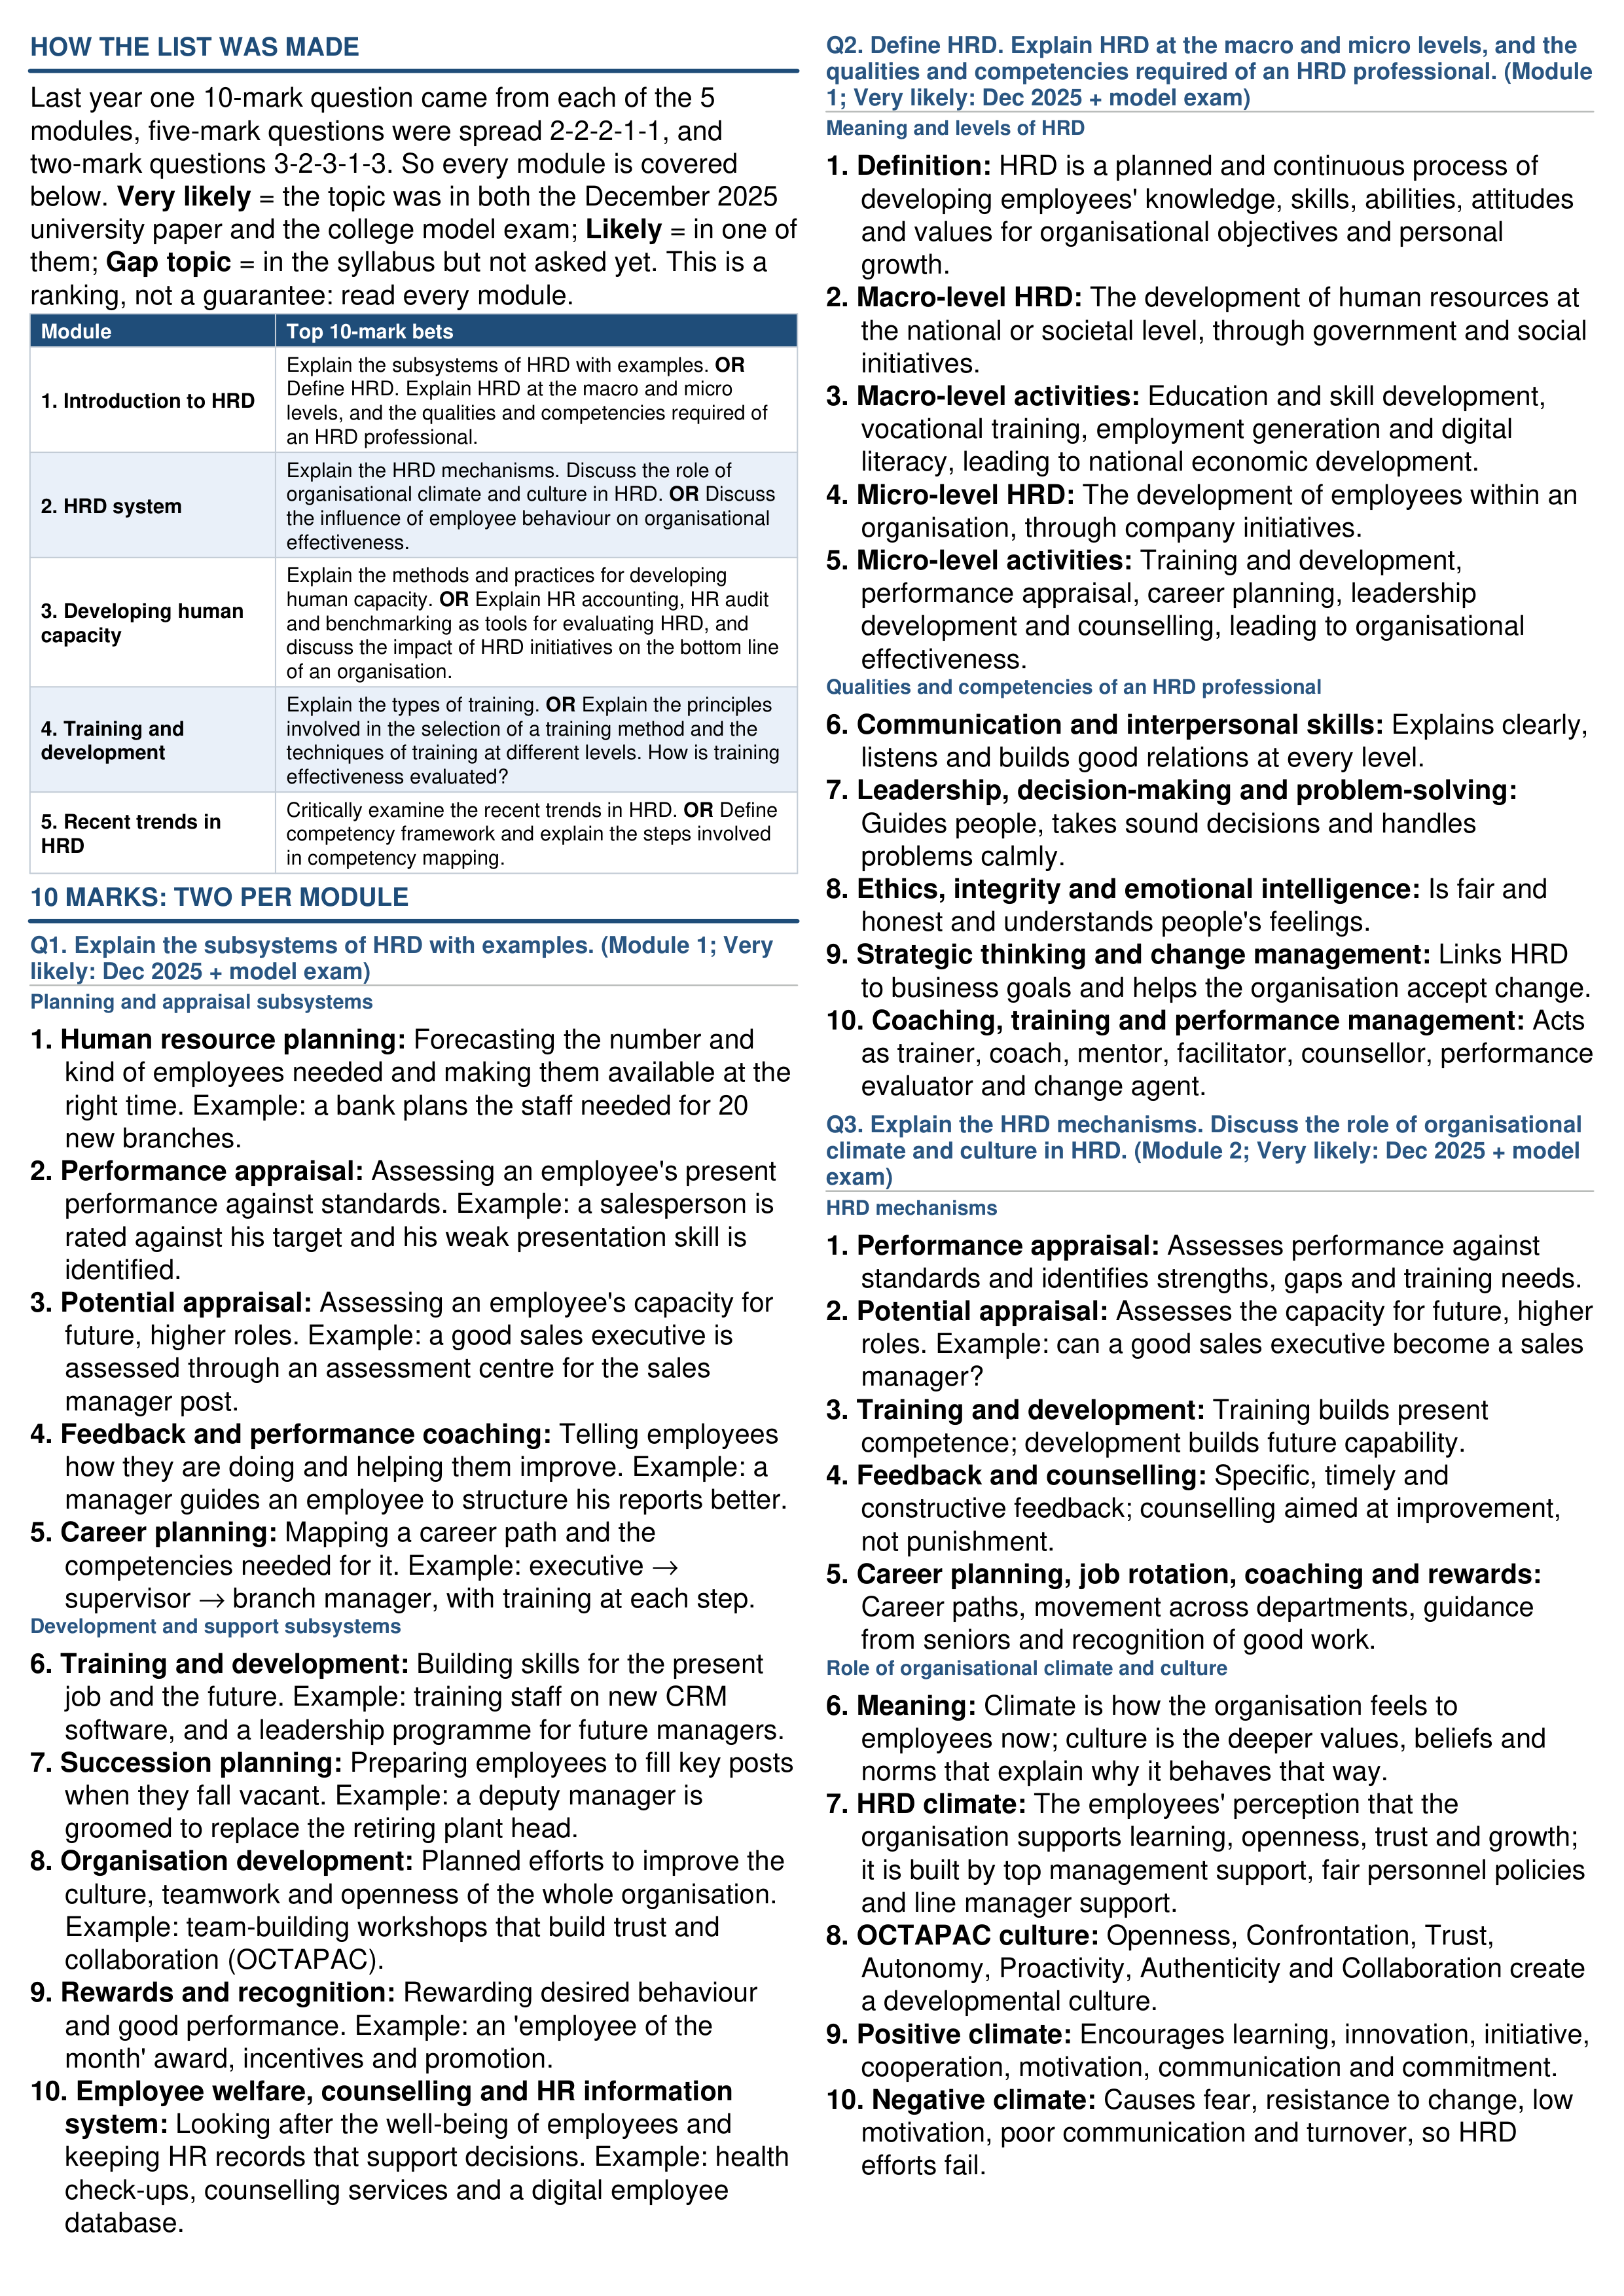 HOW THE LIST WAS MADE
Last year one 10-mark question came from each of the 5
modules, five-mark questions were spread 2-2-2-1-1, and
two-mark questions 3-2-3-1-3. So every module is covered
below. Very likely = the topic was in both the December 2025
university paper and the college model exam; Likely = in one of
them; Gap topic = in the syllabus but not asked yet. This is a
ranking, not a guarantee: read every module.
Module Top 10-mark bets
1. Introduction to HRD
Explain the subsystems of HRD with examples. OR
Define HRD. Explain HRD at the macro and micro
levels, and the qualities and competencies required of
an HRD professional.
2. HRD system
Explain the HRD mechanisms. Discuss the role of
organisational climate and culture in HRD. OR Discuss
the influence of employee behaviour on organisational
effectiveness.
3. Developing human
capacity
Explain the methods and practices for developing
human capacity. OR Explain HR accounting, HR audit
and benchmarking as tools for evaluating HRD, and
discuss the impact of HRD initiatives on the bottom line
of an organisation.
4. Training and
development
Explain the types of training. OR Explain the principles
involved in the selection of a training method and the
techniques of training at different levels. How is training
effectiveness evaluated?
5. Recent trends in
HRD
Critically examine the recent trends in HRD. OR Define
competency framework and explain the steps involved
in competency mapping.
10 MARKS: TWO PER MODULE
Q1. Explain the subsystems of HRD with examples. (Module 1; Very
likely: Dec 2025 + model exam)
Planning and appraisal subsystems
1. Human resource planning: Forecasting the number and
kind of employees needed and making them available at the
right time. Example: a bank plans the staff needed for 20
new branches.
2. Performance appraisal: Assessing an employee's present
performance against standards. Example: a salesperson is
rated against his target and his weak presentation skill is
identified.
3. Potential appraisal: Assessing an employee's capacity for
future, higher roles. Example: a good sales executive is
assessed through an assessment centre for the sales
manager post.
4. Feedback and performance coaching: Telling employees
how they are doing and helping them improve. Example: a
manager guides an employee to structure his reports better.
5. Career planning: Mapping a career path and the
competencies needed for it. Example: executive →
supervisor → branch manager, with training at each step.
Development and support subsystems
6. Training and development: Building skills for the present
job and the future. Example: training staff on new CRM
software, and a leadership programme for future managers.
7. Succession planning: Preparing employees to fill key posts
when they fall vacant. Example: a deputy manager is
groomed to replace the retiring plant head.
8. Organisation development: Planned efforts to improve the
culture, teamwork and openness of the whole organisation.
Example: team-building workshops that build trust and
collaboration (OCTAPAC).
9. Rewards and recognition: Rewarding desired behaviour
and good performance. Example: an 'employee of the
month' award, incentives and promotion.
10. Employee welfare, counselling and HR information
system: Looking after the well-being of employees and
keeping HR records that support decisions. Example: health
check-ups, counselling services and a digital employee
database.
Q2. Define HRD. Explain HRD at the macro and micro levels, and the
qualities and competencies required of an HRD professional. (Module
1; Very likely: Dec 2025 + model exam)
Meaning and levels of HRD
1. Definition: HRD is a planned and continuous process of
developing employees' knowledge, skills, abilities, attitudes
and values for organisational objectives and personal
growth.
2. Macro-level HRD: The development of human resources at
the national or societal level, through government and social
initiatives.
3. Macro-level activities: Education and skill development,
vocational training, employment generation and digital
literacy, leading to national economic development.
4. Micro-level HRD: The development of employees within an
organisation, through company initiatives.
5. Micro-level activities: Training and development,
performance appraisal, career planning, leadership
development and counselling, leading to organisational
effectiveness.
Qualities and competencies of an HRD professional
6. Communication and interpersonal skills: Explains clearly,
listens and builds good relations at every level.
7. Leadership, decision-making and problem-solving:
Guides people, takes sound decisions and handles
problems calmly.
8. Ethics, integrity and emotional intelligence: Is fair and
honest and understands people's feelings.
9. Strategic thinking and change management: Links HRD
to business goals and helps the organisation accept change.
10. Coaching, training and performance management: Acts
as trainer, coach, mentor, facilitator, counsellor, performance
evaluator and change agent.
Q3. Explain the HRD mechanisms. Discuss the role of organisational
climate and culture in HRD. (Module 2; Very likely: Dec 2025 + model
exam)
HRD mechanisms
1. Performance appraisal: Assesses performance against
standards and identifies strengths, gaps and training needs.
2. Potential appraisal: Assesses the capacity for future, higher
roles. Example: can a good sales executive become a sales
manager?
3. Training and development: Training builds present
competence; development builds future capability.
4. Feedback and counselling: Specific, timely and
constructive feedback; counselling aimed at improvement,
not punishment.
5. Career planning, job rotation, coaching and rewards:
Career paths, movement across departments, guidance
from seniors and recognition of good work.
Role of organisational climate and culture
6. Meaning: Climate is how the organisation feels to
employees now; culture is the deeper values, beliefs and
norms that explain why it behaves that way.
7. HRD climate: The employees' perception that the
organisation supports learning, openness, trust and growth;
it is built by top management support, fair personnel policies
and line manager support.
8. OCTAPAC culture: Openness, Confrontation, Trust,
Autonomy, Proactivity, Authenticity and Collaboration create
a developmental culture.
9. Positive climate: Encourages learning, innovation, initiative,
cooperation, motivation, communication and commitment.
10. Negative climate: Causes fear, resistance to change, low
motivation, poor communication and turnover, so HRD
efforts fail.